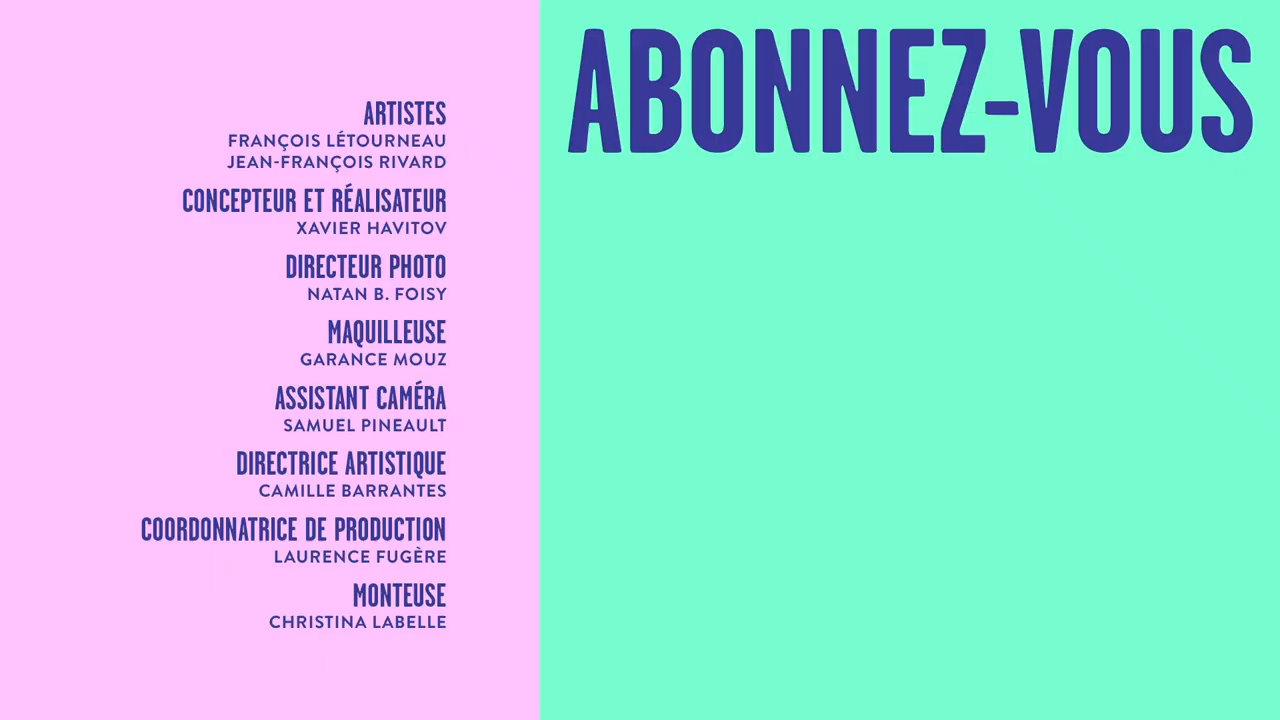 ARTISTES
FRANÇOIS LÉTOURNEAU
JEAN-FRANÇOIS RIVARD
CONCEPTEUR ET RÉALISATEUR
XAVIER HAVITOV
DIRECTEUR PHOTO
NATAN B. FOISY
MAQUILLEUSE
GARANCE MOUZ
ASSISTANT CAMÉRA
SAMUEL PINEAULT
DIRECTRICE ARTISTIQUE
CAMILLE BARRANTES
COORDONNATRICE DE PRODUCTION
LAURENCE FUGÈRE
MONTEUSE
CHRISTINA LABELLE
ABONNEZ-VOUS